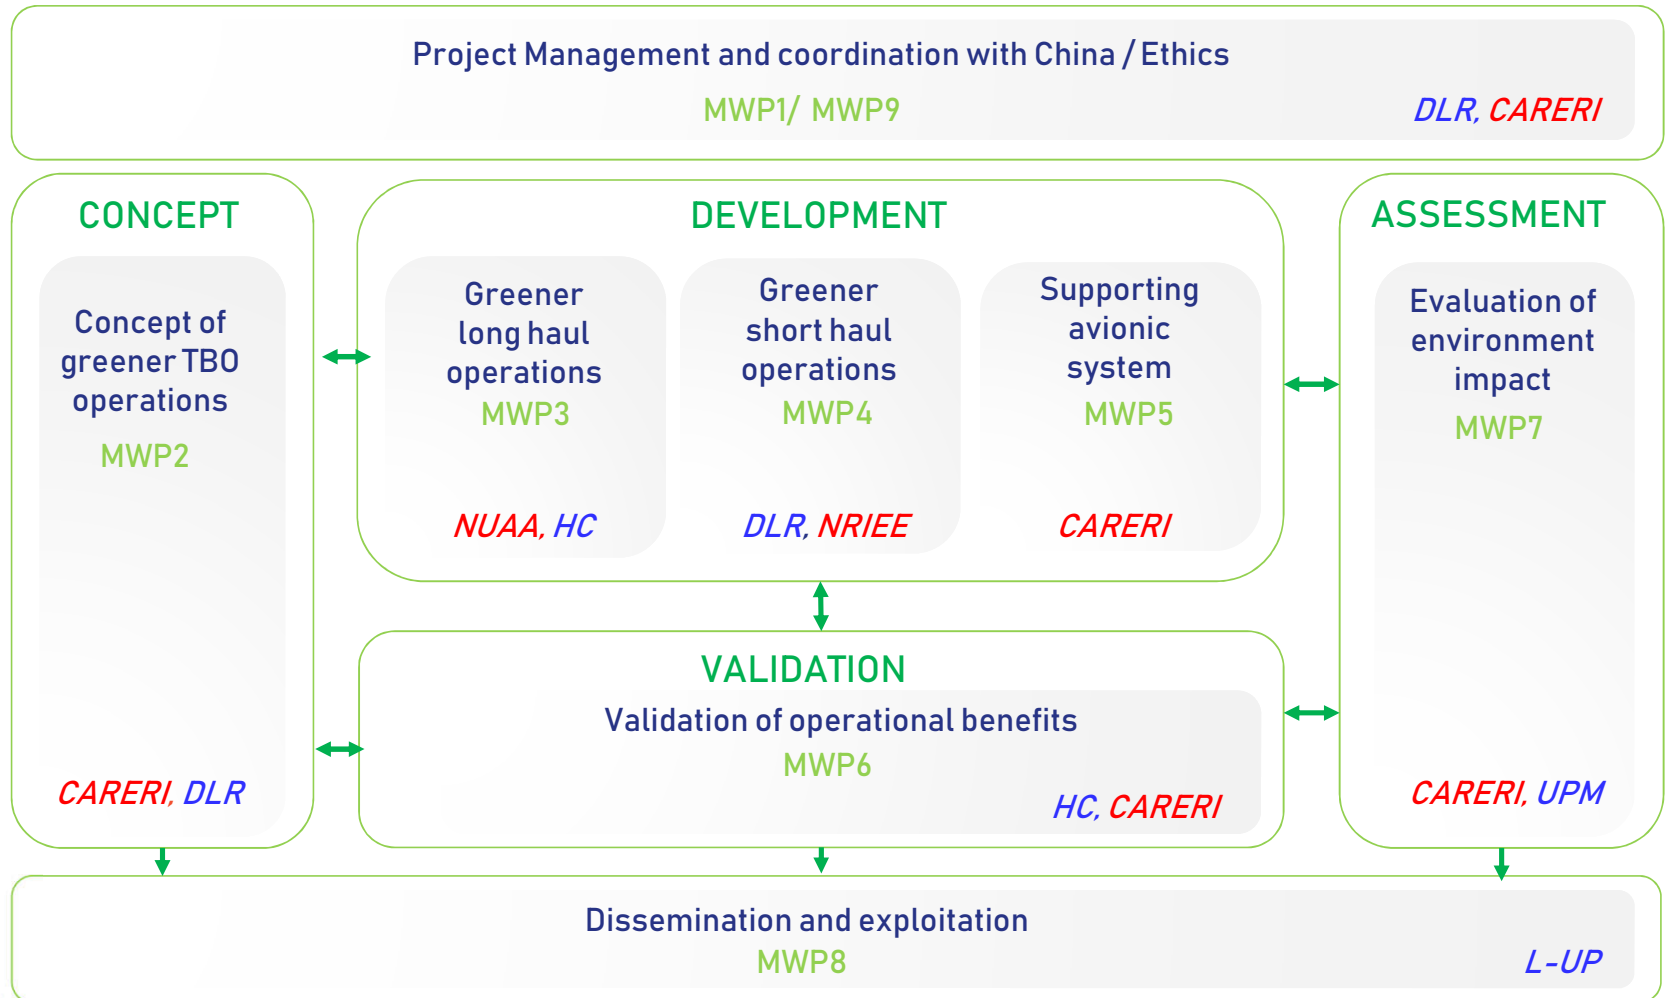 Project Management and coordination with China / Ethics
MWP1/ MWP9
DLR, CARERI
CONCEPT
Concept of
greener TBO
operations
MWP2
CARERI, DLR
DEVELOPMENT
Greener
long haul
operations
MWP3
NUAA, HC
Greener
short haul
operations
MWP4
DLR, NRIEE
Supporting
avionic
system
MWP5
CARERI
VALIDATION
Validation of operational benefits
MWP6
HC, CARERI
ASSESSMENT
Evaluation of
environment
impact
MWP7
CARERI, UPM
Dissemination and exploitation
MWP8
L-UP